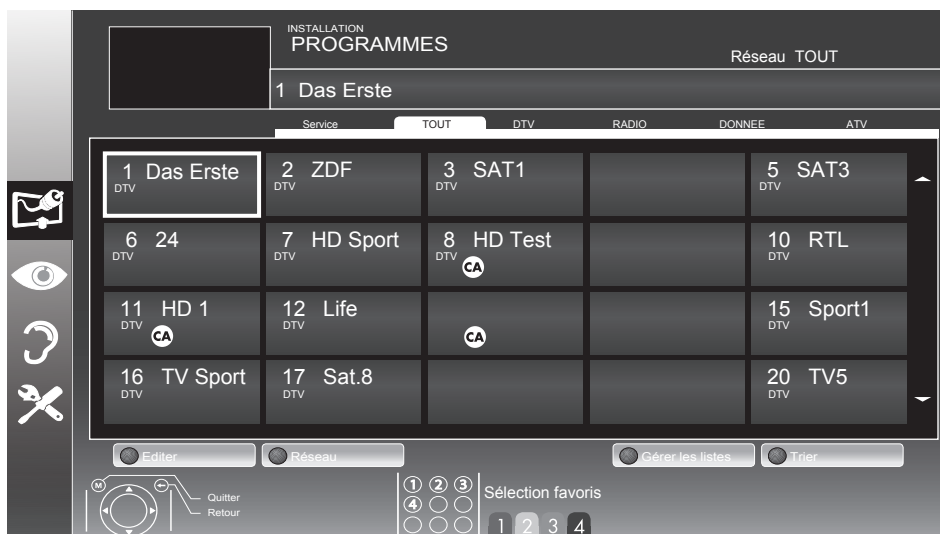 INSTALLATION
PROGRAMMES
Réseau TOUT
1 Das Erste
Service TOUT DTV RADIO DONNEE ATV
1 Das Erste 2 ZDF 3 SAT1 5 SAT3
DTV DTV DTV DTV
6 24 7 HD Sport 8 HD Test 10 RTL
DTV DTV DTV DTV
CA
11 HD 1 12 Life 15 Sport1
DTV DTV DTV
CA CA
16 TV Sport 17 Sat.8 20 TV5
DTV DTV DTV
Editer Réseau Gérer les listes Trier
M
Quitter
Retour
1 2 3
4
Sélection favoris
1 2 3 4